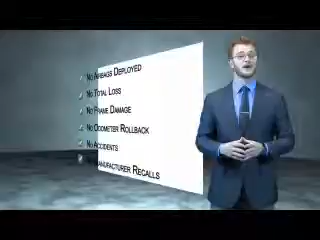 No Airbags Deployed
No Total Loss
No Frame Damage
No Odometer Rollback
No Accidents
Manufacturer Recalls